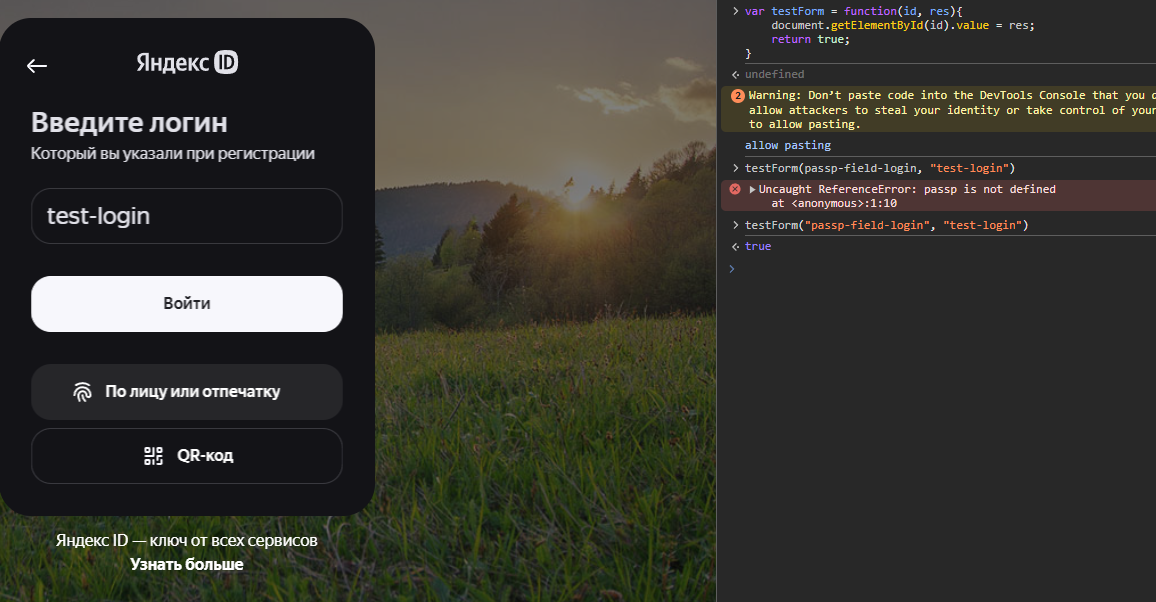 Яндекс ID
Введите логин
Который вы указали при регистрации
test-login
Войти
По лицу или отпечатку
QR-код
Яндекс ID — ключ от всех сервисов
Узнать больше
var testForm = function(id, res){
document.getElementById(id).value = res;
return true;
}
undefined
2 Warning: Don’t paste code into the DevTools Console that you
allow attackers to steal your identity or take control of your
to allow pasting.
allow pasting
testForm(passp-field-login, "test-login")
Uncaught ReferenceError: passp is not defined
at <anonymous>:1:10
testForm("passp-field-login", "test-login")
true